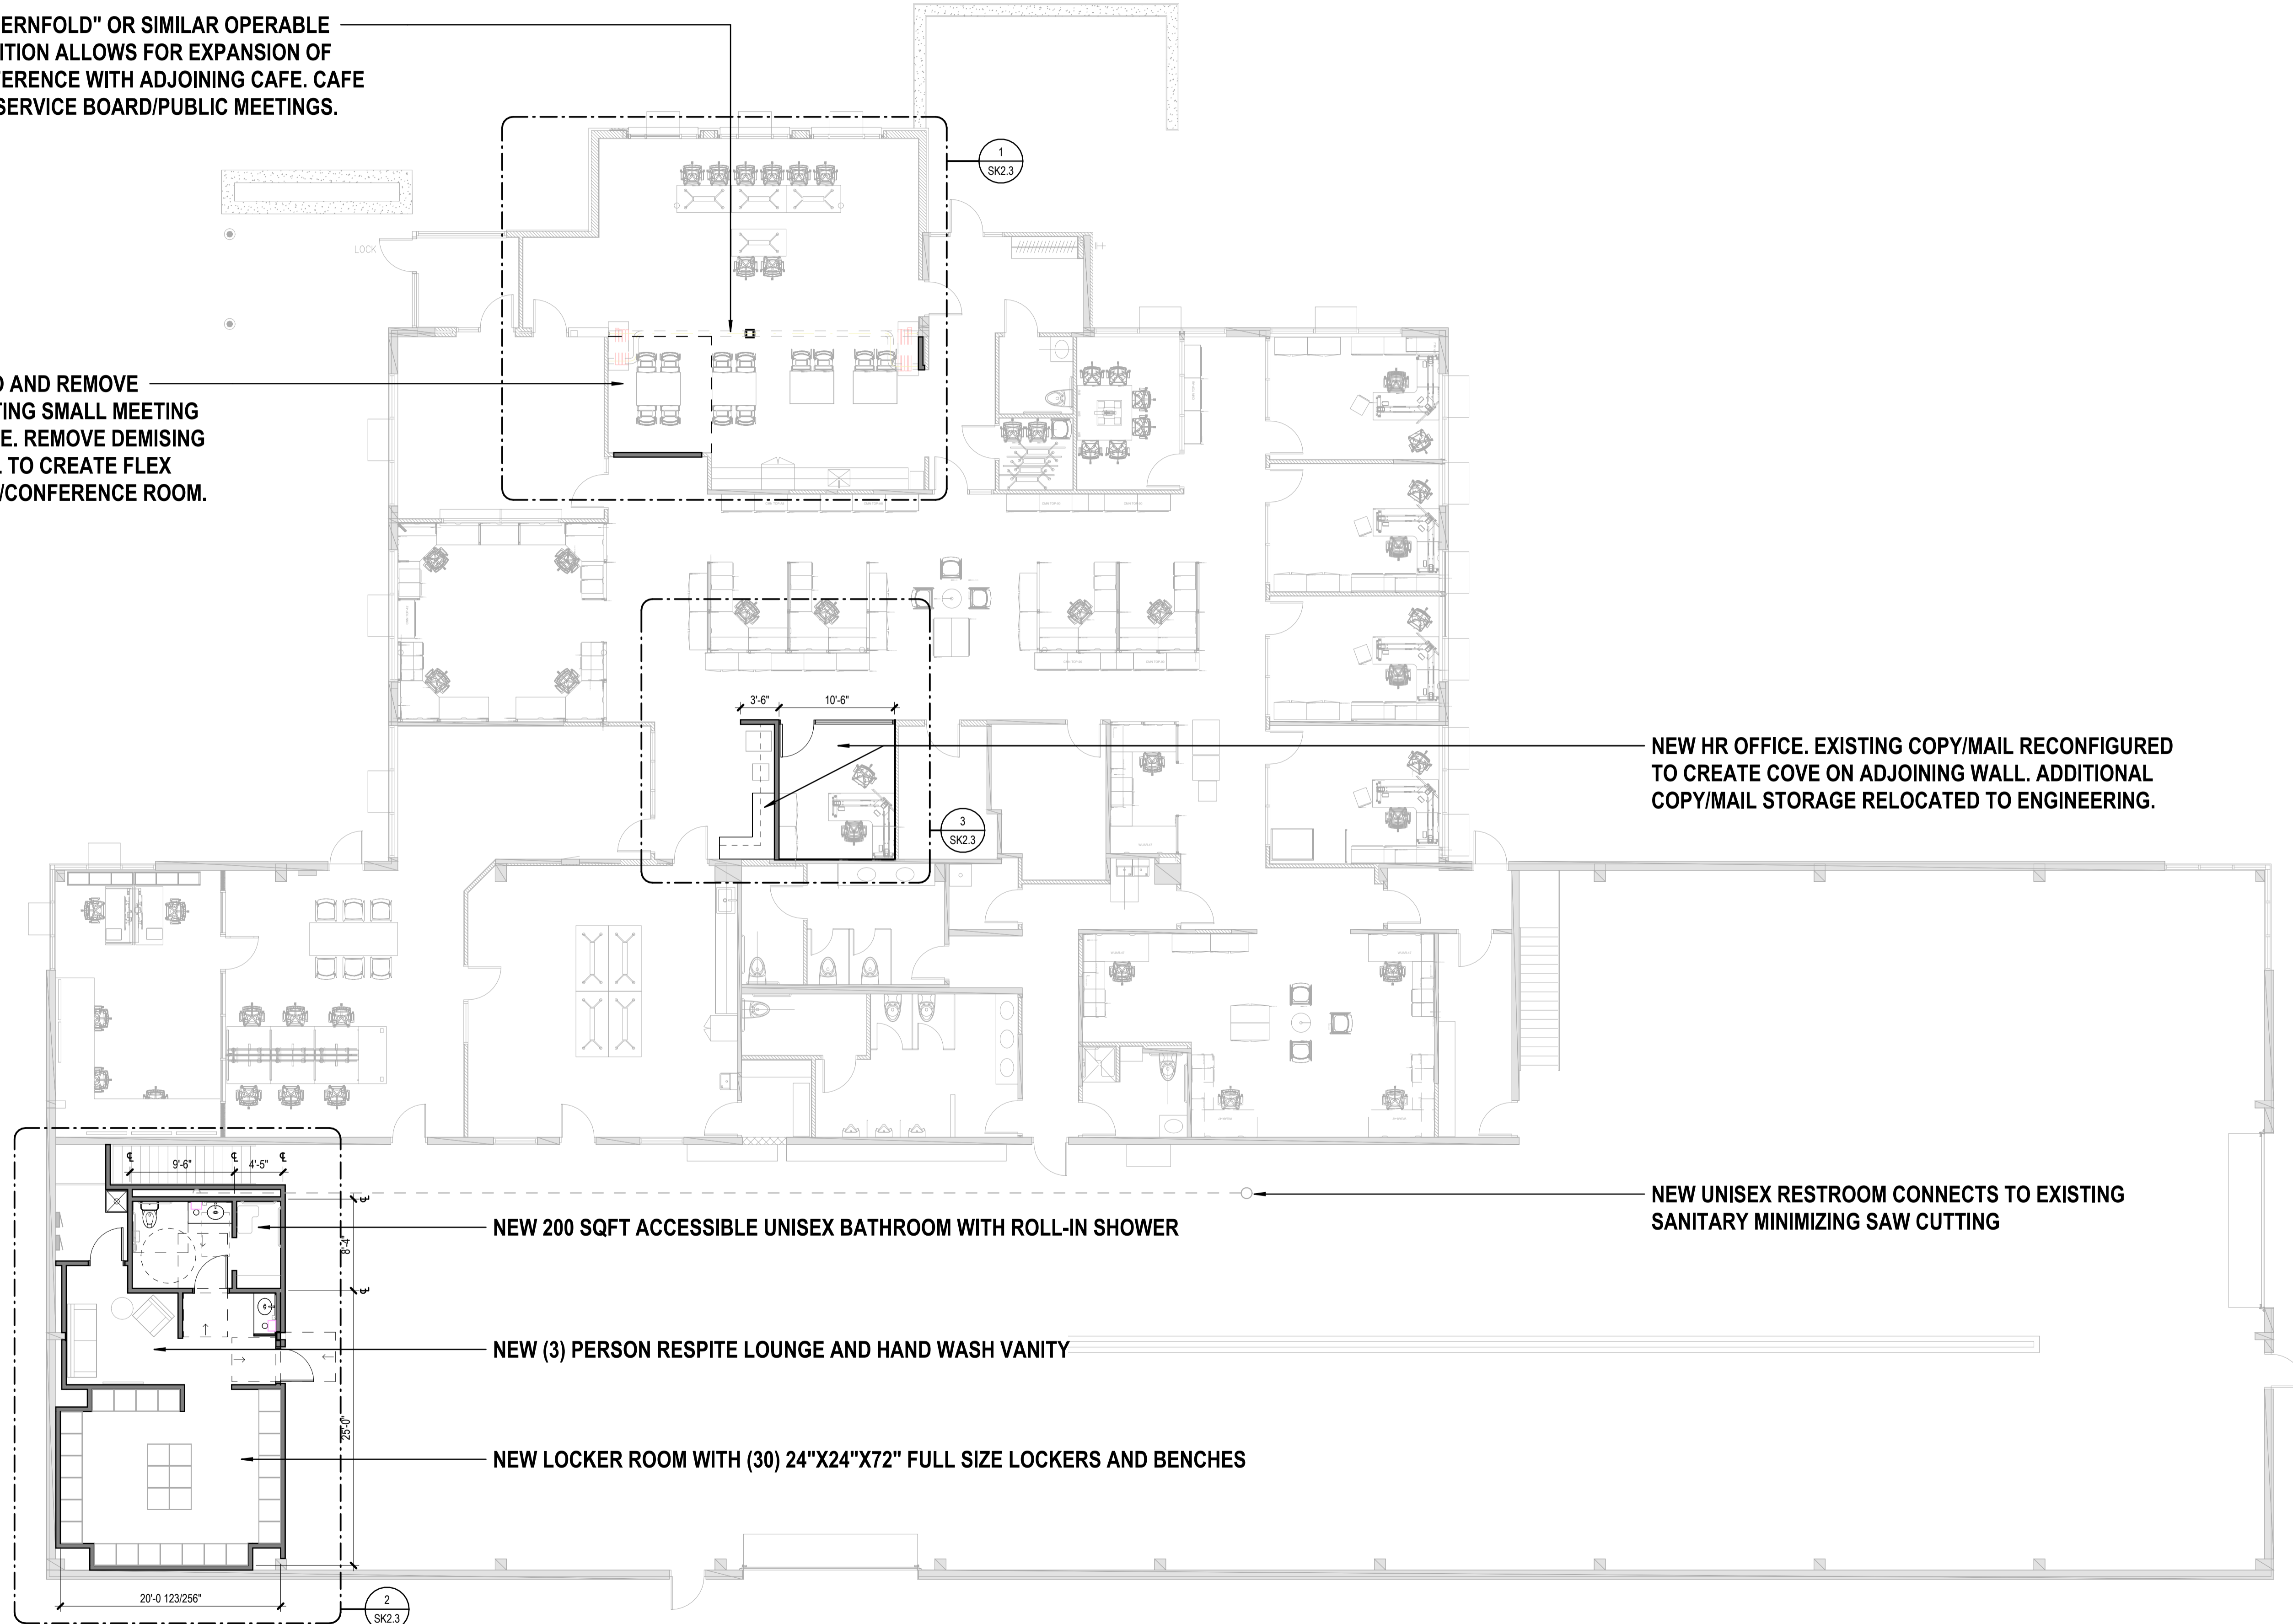 ERNFOLD" OR SIMILAR OPERABLE
ITION ALLOWS FOR EXPANSION OF
FERENCE WITH ADJOINING CAFE. CAFE
SERVICE BOARD/PUBLIC MEETINGS.
1
SK2.3
LOCK
AND REMOVE
TING SMALL MEETING
E. REMOVE DEMISING
TO CREATE FLEX
/CONFERENCE ROOM.
3'-6"
10'-6"
NEW HR OFFICE. EXISTING COPY/MAIL RECONFIGURED
TO CREATE COVE ON ADJOINING WALL. ADDITIONAL
COPY/MAIL STORAGE RELOCATED TO ENGINEERING.
3
SK2.3
9'-6"
4'-5"
8'-4"
NEW UNISEX RESTROOM CONNECTS TO EXISTING
SANITARY MINIMIZING SAW CUTTING
NEW 200 SQFT ACCESSIBLE UNISEX BATHROOM WITH ROLL-IN SHOWER
NEW (3) PERSON RESPITE LOUNGE AND HAND WASH VANITY
25'-0"
NEW LOCKER ROOM WITH (30) 24"X24"X72" FULL SIZE LOCKERS AND BENCHES
20'-0 123/256"
2
SK2.3